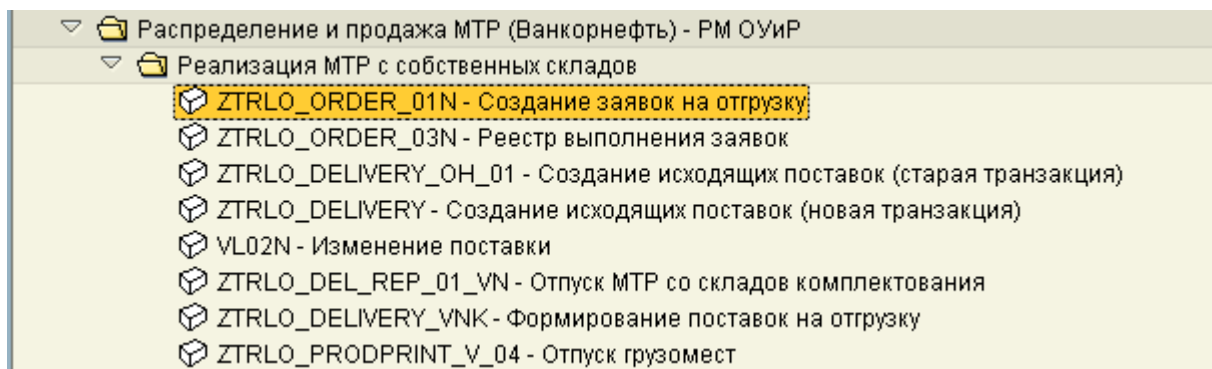 Распределение и продажа МТР (Ванкорнефть) - РМ ОУиР
Реализация МТР с собственных складов
ZTRLO_ORDER_01N - Создание заявок на отгрузку
ZTRLO_ORDER_03N - Реестр выполнения заявок
ZTRLO_DELIVERY_OH_01 - Создание исходящих поставок (старая транзакция)
ZTRLO_DELIVERY - Создание исходящих поставок (новая транзакция)
VL02N - Изменение поставки
ZTRLO_DEL_REP_01_VN - Отпуск МТР со складов комплектования
ZTRLO_DELIVERY_VNK - Формирование поставок на отгрузку
ZTRLO_PRODPRINT_V_04 - Отпуск грузомест